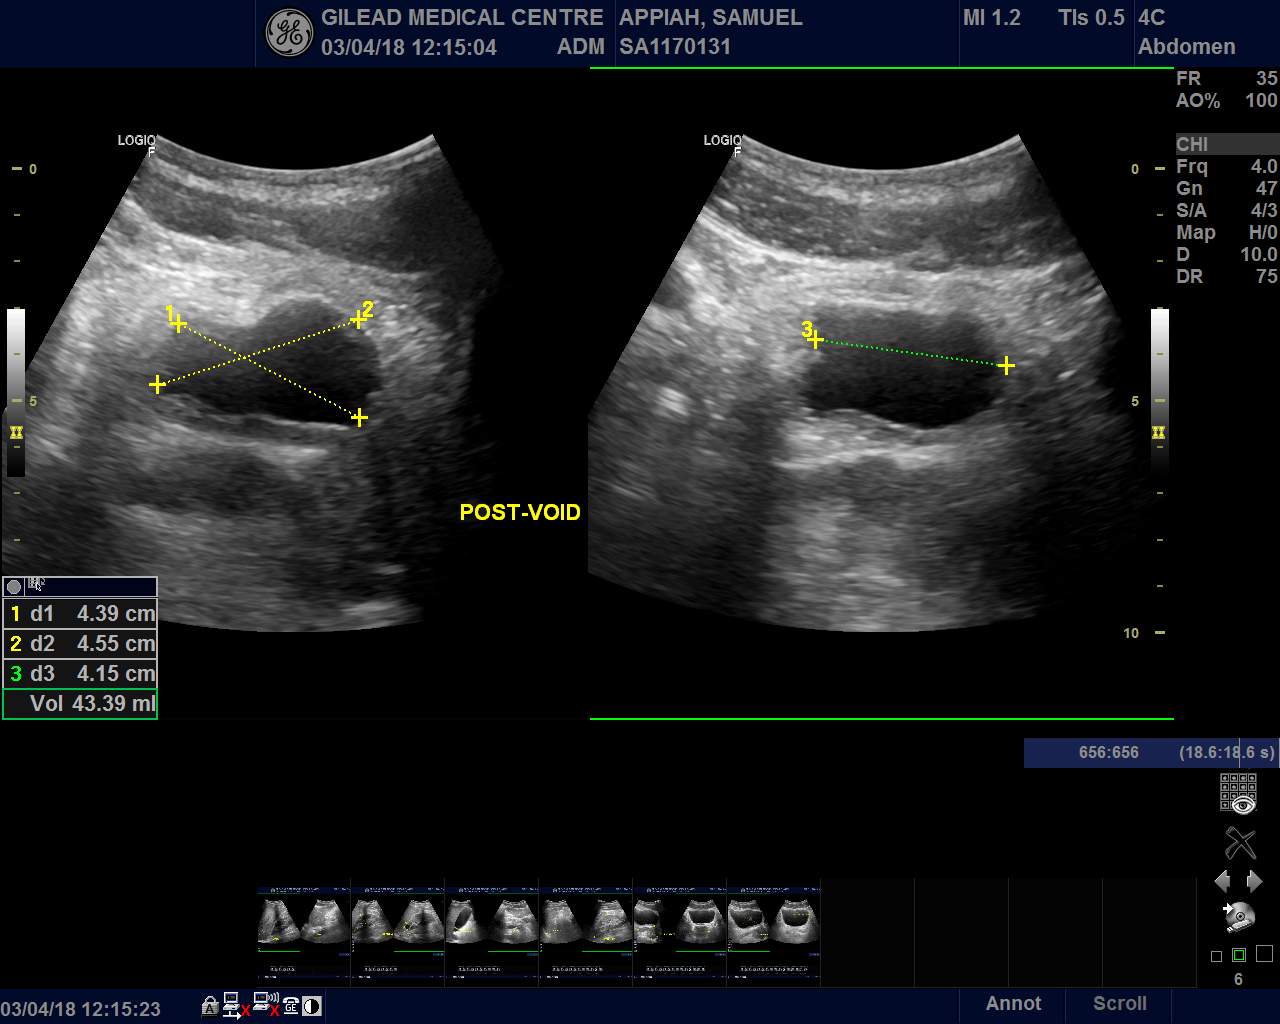 GILEAD MEDICAL CENTRE
03/04/18 12:15:04 ADM
APPIAH, SAMUEL
SA1170131
MI 1.2 TIs 0.5
4C
Abdomen
FR 35
AO% 100
CHI
Frq 4.0
Gn 47
S/A 4/3
Map H/0
D 10.0
DR 75
LOGIQ
F
0
5
1
2
POST-VOID
LOGIQ
F
0
5
10
3
1 d1 4.39 cm
2 d2 4.55 cm
3 d3 4.15 cm
Vol 43.39 ml
656:656 (18.6:18.6 s)
6
03/04/18 12:15:23
Annot
Scroll